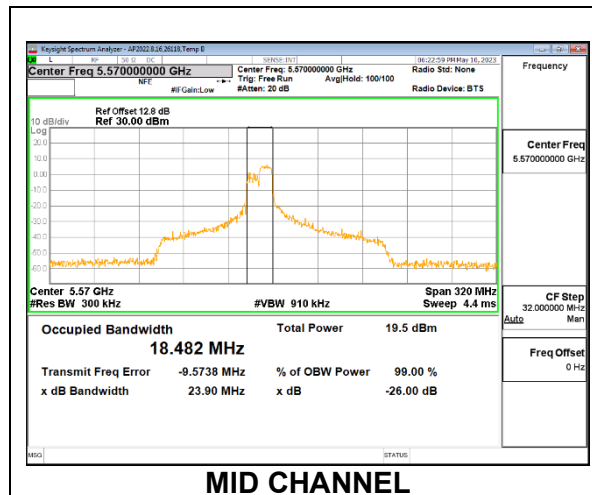 Keysight Spectrum Analyzer - AP2022.8.16,26118,Temp B
L RF 50 Ω DC SENSE:INT 06:22:59 PM May 10, 2023
Center Freq 5.570000000 GHz Center Freq: 5.570000000 GHz Radio Std: None Frequency
NFE Trig: Free Run Avg|Hold: 100/100
#IFGain:Low #Atten: 20 dB Radio Device: BTS
Ref Offset 12.8 dB
10 dB/div Ref 30.00 dBm
Log
20.0
10.0
0.00
-10.0
-20.0
-30.0
-40.0
-50.0
-60.0
Center Freq
5.570000000 GHz
Center 5.57 GHz Span 320 MHz
#Res BW 300 kHz #VBW 910 kHz Sweep 4.4 ms
CF Step
32.000000 MHz
Auto Man
Occupied Bandwidth Total Power 19.5 dBm
18.482 MHz
Transmit Freq Error -9.5738 MHz % of OBW Power 99.00 %
x dB Bandwidth 23.90 MHz x dB -26.00 dB
Freq Offset
0 Hz
MSG STATUS
MID CHANNEL